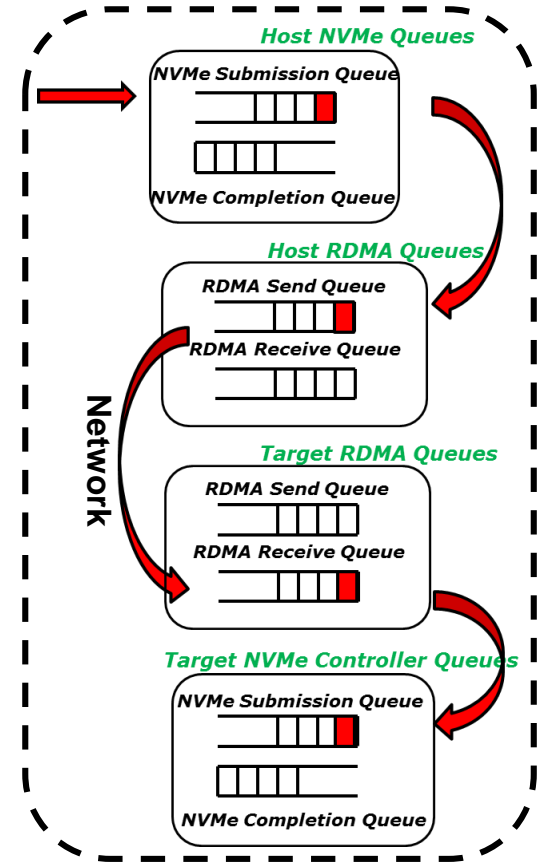 Host NVMe Queues
NVMe Submission Queue
NVMe Completion Queue
Host RDMA Queues
RDMA Send Queue
RDMA Receive Queue
Network
Target RDMA Queues
RDMA Send Queue
RDMA Receive Queue
Target NVMe Controller Queues
NVMe Submission Queue
NVMe Completion Queue